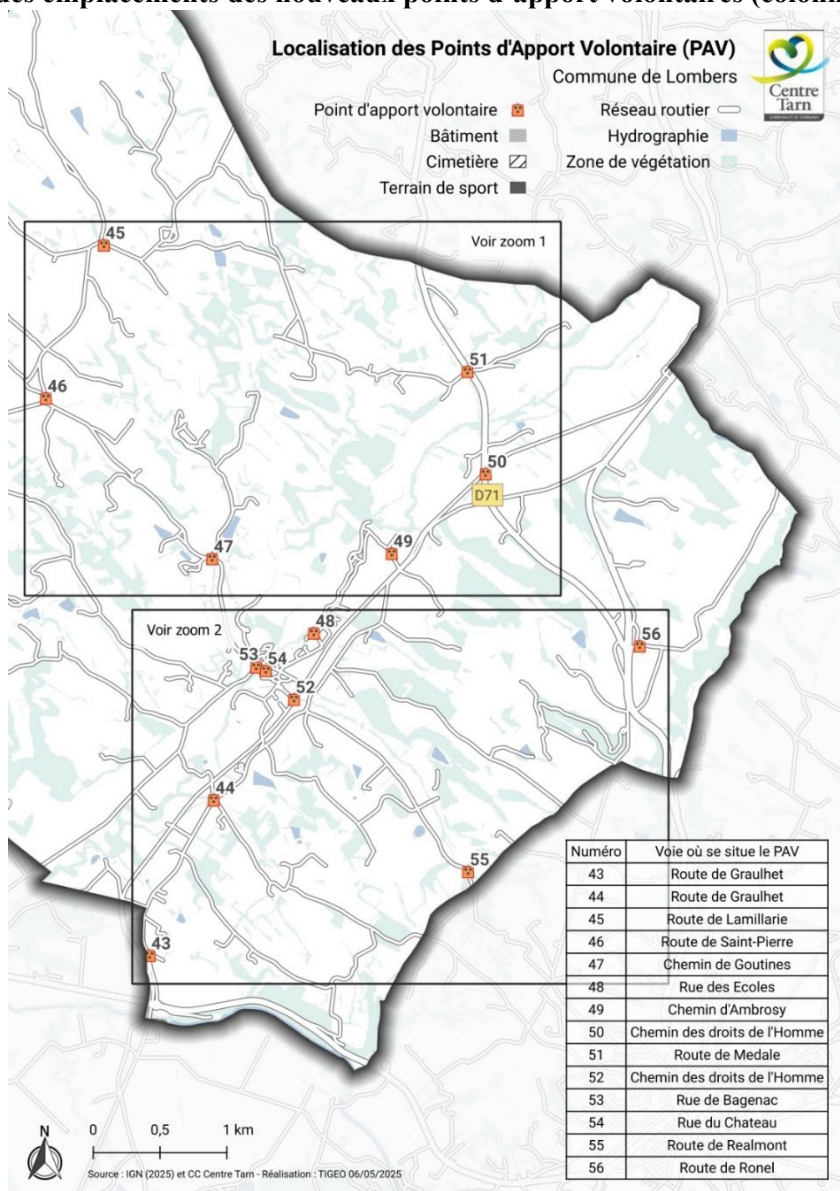 des emplacements des nouveaux points d'apport volontaires
Localisation des Points d'Apport Volontaire (PAV)
Commune de Lombers
Centre
Tarn
Point d'apport volontaire
Réseau routier
Bâtiment
Hydrographie
Cimetière
Zone de végétation
Terrain de sport
Voir zoom 1
45
46
51
50
D71
49
47
Voir zoom 2
48
56
53
54
52
44
55
43
Numéro Voie où se situe le PAV
43 Route de Graulhet
44 Route de Graulhet
45 Route de Lamillarie
46 Route de Saint-Pierre
47 Chemin de Goutines
48 Rue des Ecoles
49 Chemin d'Ambrosy
50 Chemin des droits de l'Homme
51 Route de Medale
52 Chemin des droits de l'Homme
53 Rue de Bagenac
54 Rue du Chateau
55 Route de Realmont
56 Route de Ronel
N
0 0,5 1 km
Source : IGN (2025) et CC Centre Tarn - Réalisation : TIGEO 06/05/2025